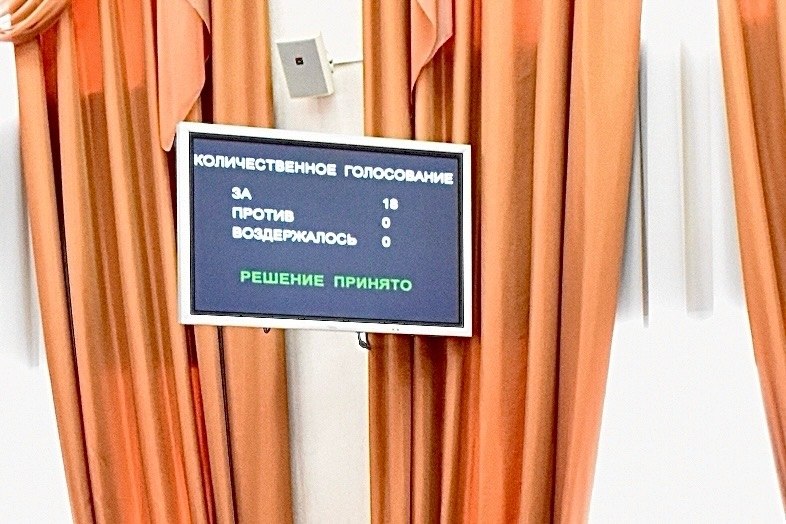 КОЛИЧЕСТВЕННОЕ ГОЛОСОВАНИЕ
ЗА 18
ПРОТИВ 0
ВОЗДЕРЖАЛОСЬ 0
РЕШЕНИЕ ПРИНЯТО